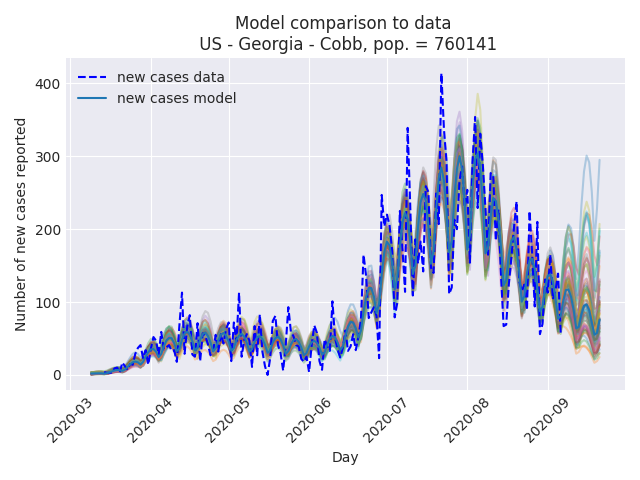 Model comparison to data
US - Georgia - Cobb, pop. = 760141
new cases data
new cases model
Number of new cases reported
400
300
200
100
0
2020-03
2020-04
2020-05
2020-06
2020-07
2020-08
2020-09
Day